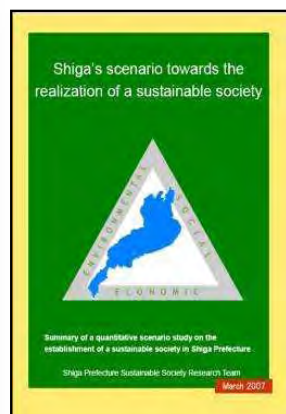 Shiga's scenario towards the
realization of a sustainable society
ENVIRONMENTAL
SOCIAL
ECONOMIC
Summary of a quantitative scenario study on the
establishment of a sustainable society in Shiga Prefecture
Shiga Prefecture Sustainable Society Research Team
March 2007